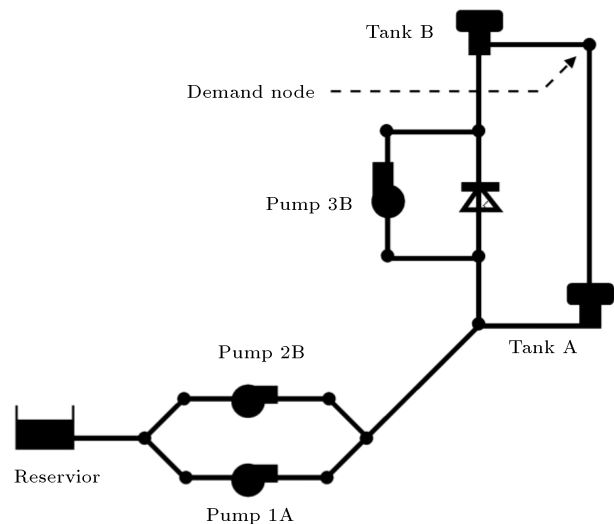 Tank B
Demand node
Pump 3B
Tank A
Pump 2B
Reservior
Pump 1A